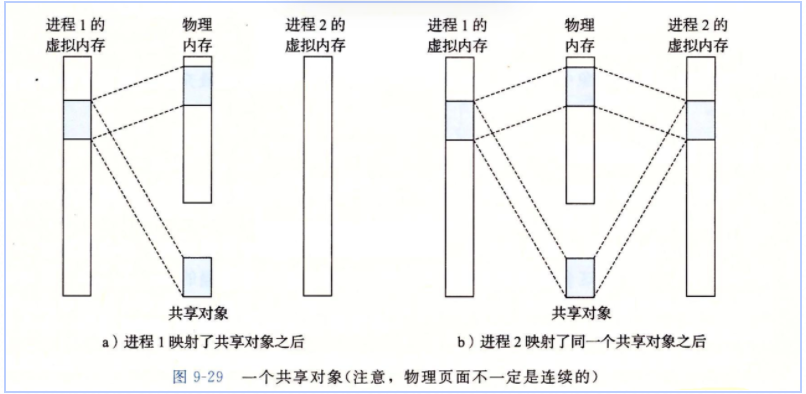 进程1的
虚拟内存
物理
内存
进程2的
虚拟内存
共享对象
a）进程1映射了共享对象之后
进程1的
虚拟内存
物理
内存
进程2的
虚拟内存
共享对象
b）进程2映射了同一个共享对象之后
图 9-29 一个共享对象(注意，物理页面不一定是连续的)